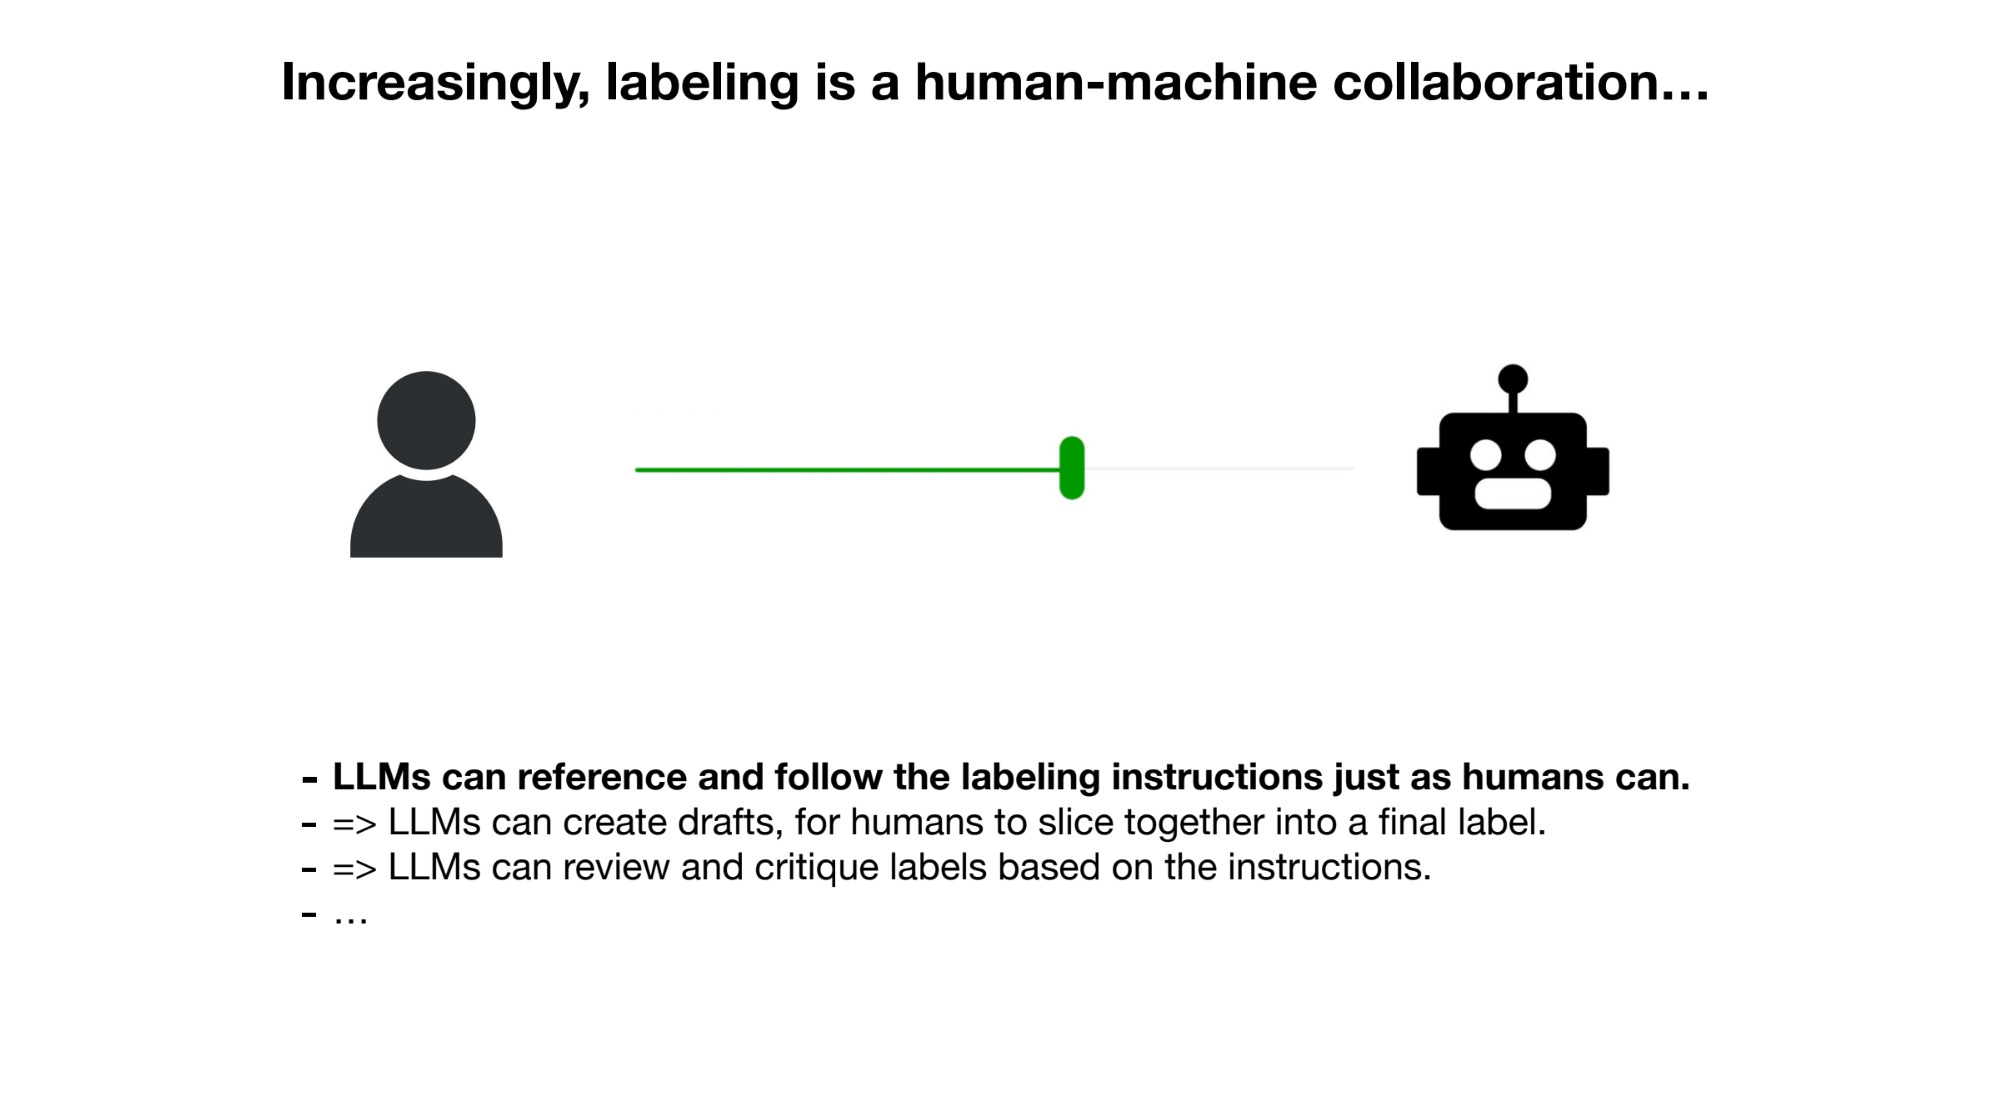 Increasingly, labeling is a human-machine collaboration…
- LLMs can reference and follow the labeling instructions just as humans can.
- => LLMs can create drafts, for humans to slice together into a final label.
- => LLMs can review and critique labels based on the instructions.
- …